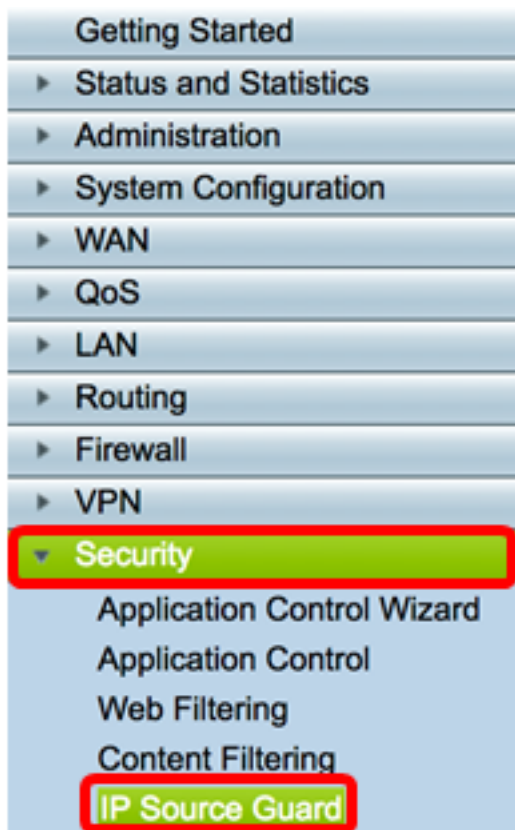 Getting Started
Status and Statistics
Administration
System Configuration
WAN
QoS
LAN
Routing
Firewall
VPN
Security
Application Control Wizard
Application Control
Web Filtering
Content Filtering
IP Source Guard